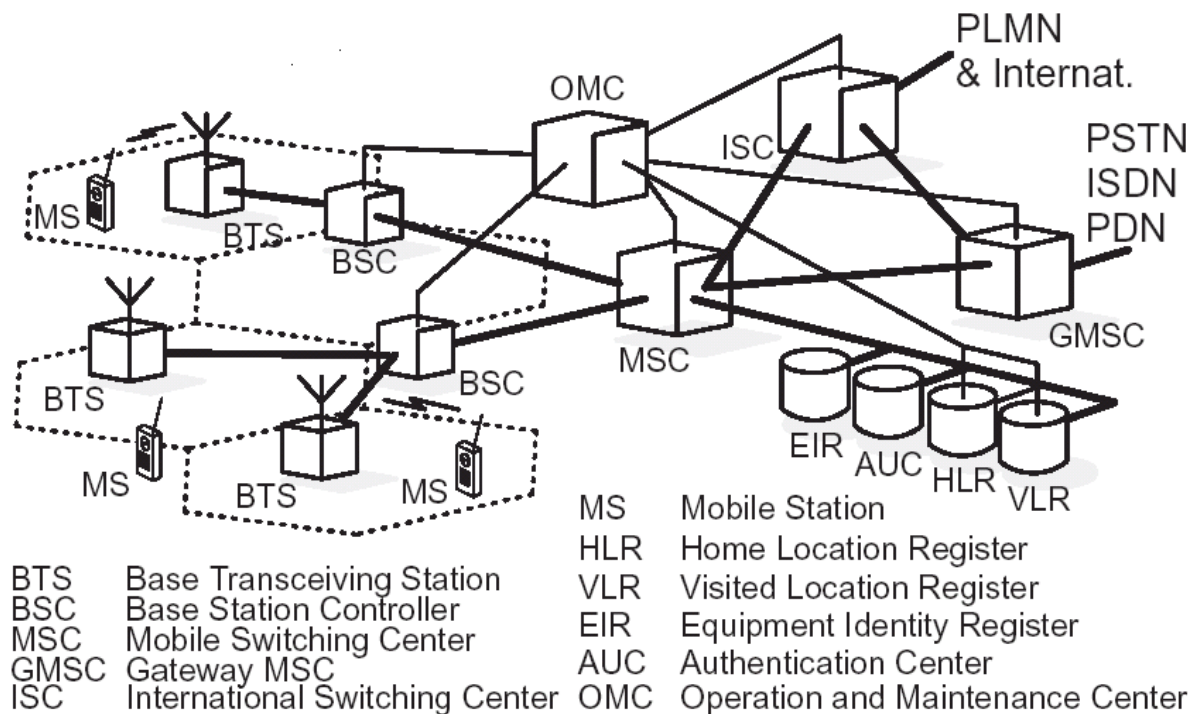 PLMN
& Internat.
OMC
ISC
PSTN
ISDN
PDN
MS
BTS
BSC
MSC
GMSC
BTS
BSC
MS
BTS
MS
EIR
AUC
HLR
VLR
BTS Base Transceiving Station
BSC Base Station Controller
MSC Mobile Switching Center
GMSC Gateway MSC
ISC International Switching Center
MS Mobile Station
HLR Home Location Register
VLR Visited Location Register
EIR Equipment Identity Register
AUC Authentication Center
OMC Operation and Maintenance Center